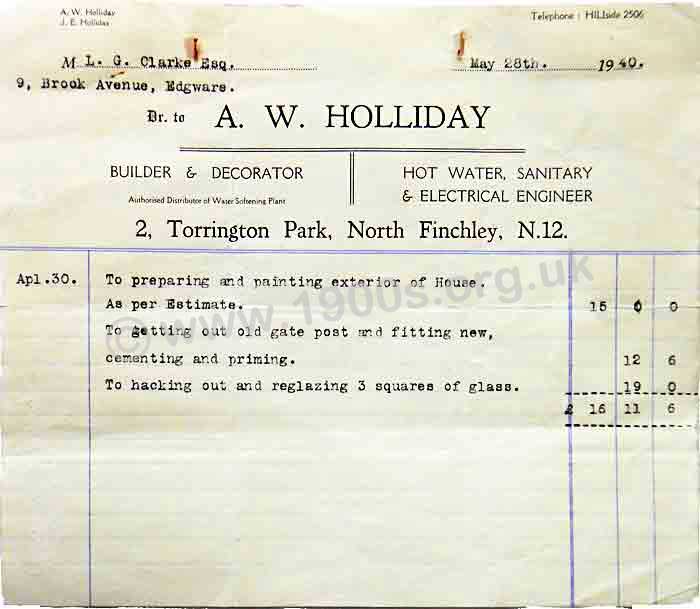 A. W. Holliday
J. E. Holliday
Telephone : HILlside 2506
M L. G. Clarke Esq. May 28th. 1940.
9, Brook Avenue, Edgware.
Dr. to A. W. HOLLIDAY
BUILDER & DECORATOR
Authorised Distributor of Water Softening Plant
HOT WATER, SANITARY
& ELECTRICAL ENGINEER
2, Torrington Park, North Finchley, N.12.
Apl.30. To preparing and painting exterior of House.
As per Estimate. 15 0 0
To getting out old gate post and fitting new,
cementing and priming. 12 6
To hacking out and reglazing 3 squares of glass. 19 0
£ 16 11 6
© www.1900s.org.uk